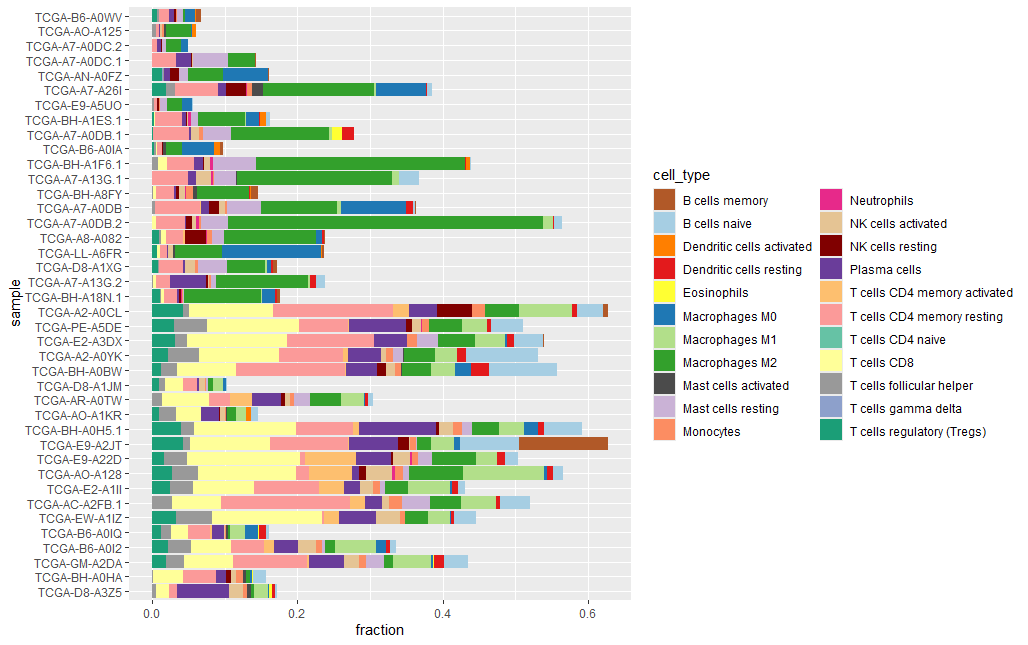 sample
TCGA-B6-A0WV
TCGA-AO-A125
TCGA-A7-A0DC.2
TCGA-A7-A0DC.1
TCGA-AN-A0FZ
TCGA-A7-A26I
TCGA-E9-A5UO
TCGA-BH-A1ES.1
TCGA-A7-A0DB.1
TCGA-B6-A0IA
TCGA-BH-A1F6.1
TCGA-A7-A13G.1
TCGA-BH-A8FY
TCGA-A7-A0DB
TCGA-A7-A0DB.2
TCGA-A8-A082
TCGA-LL-A6FR
TCGA-D8-A1XG
TCGA-A7-A13G.2
TCGA-BH-A18N.1
TCGA-A2-A0CL
TCGA-PE-A5DE
TCGA-E2-A3DX
TCGA-A2-A0YK
TCGA-BH-A0BW
TCGA-D8-A1JM
TCGA-AR-A0TW
TCGA-AO-A1KR
TCGA-BH-A0H5.1
TCGA-E9-A2JT
TCGA-E9-A22D
TCGA-AO-A128
TCGA-E2-A1II
TCGA-AC-A2FB.1
TCGA-EW-A1IZ
TCGA-B6-A0IQ
TCGA-B6-A0I2
TCGA-GM-A2DA
TCGA-BH-A0HA
TCGA-D8-A3Z5
0.0 0.2 0.4 0.6
fraction
cell_type
B cells memory
B cells naive
Dendritic cells activated
Dendritic cells resting
Eosinophils
Macrophages M0
Macrophages M1
Macrophages M2
Mast cells activated
Mast cells resting
Monocytes
Neutrophils
NK cells activated
NK cells resting
Plasma cells
T cells CD4 memory activated
T cells CD4 memory resting
T cells CD4 naive
T cells CD8
T cells follicular helper
T cells gamma delta
T cells regulatory (Tregs)